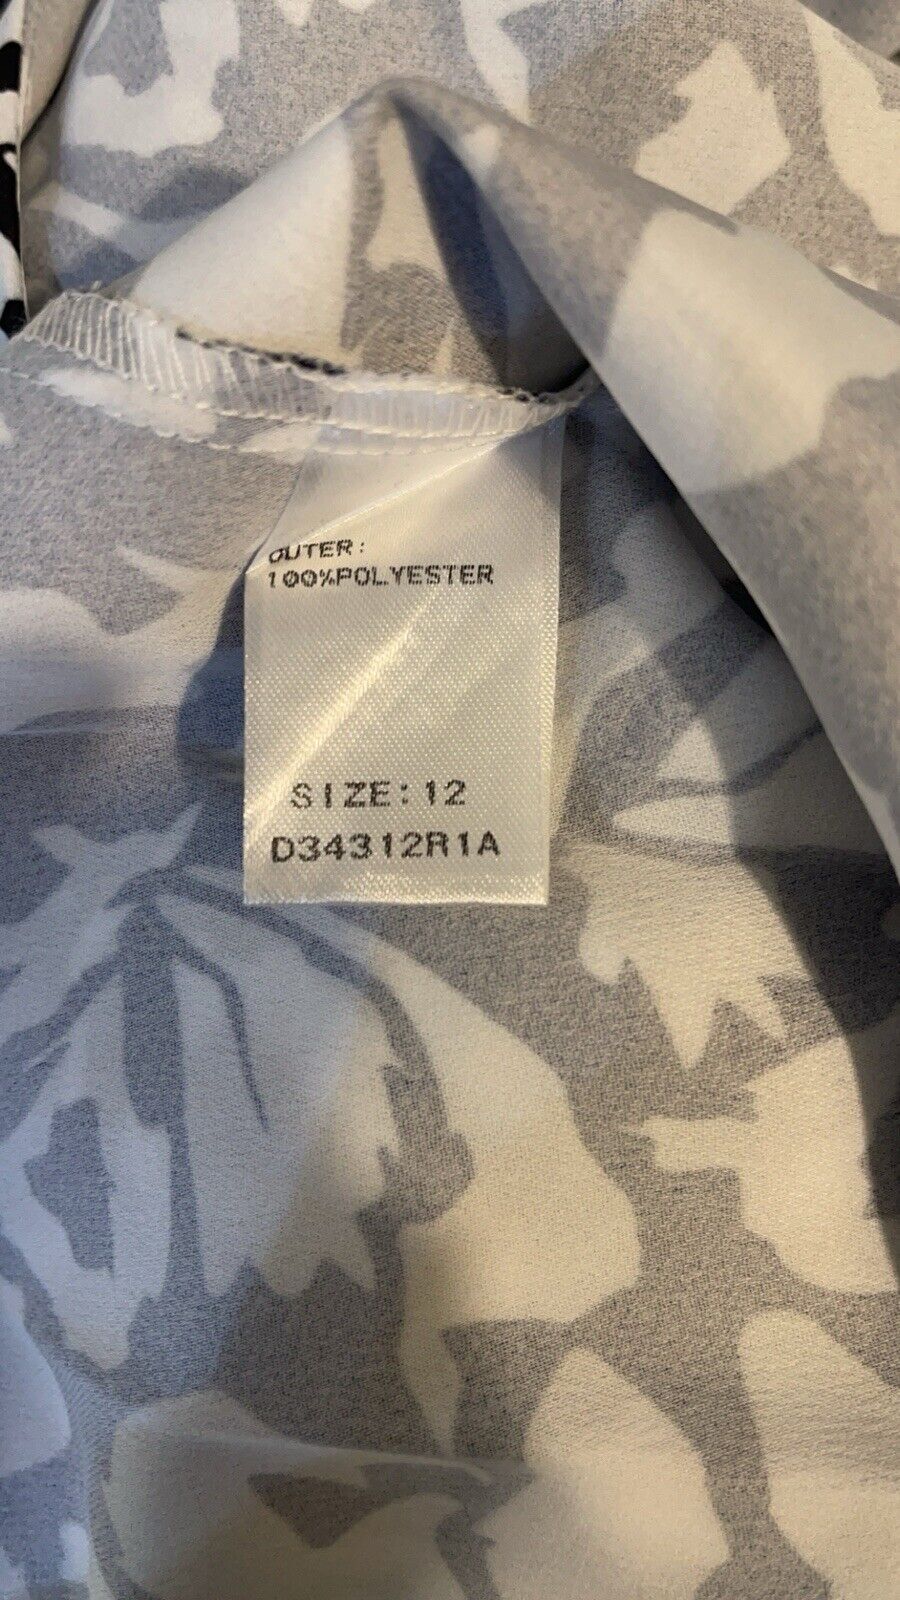 OUTER:
100%POLYESTER
SIZE:12
D34312R1A